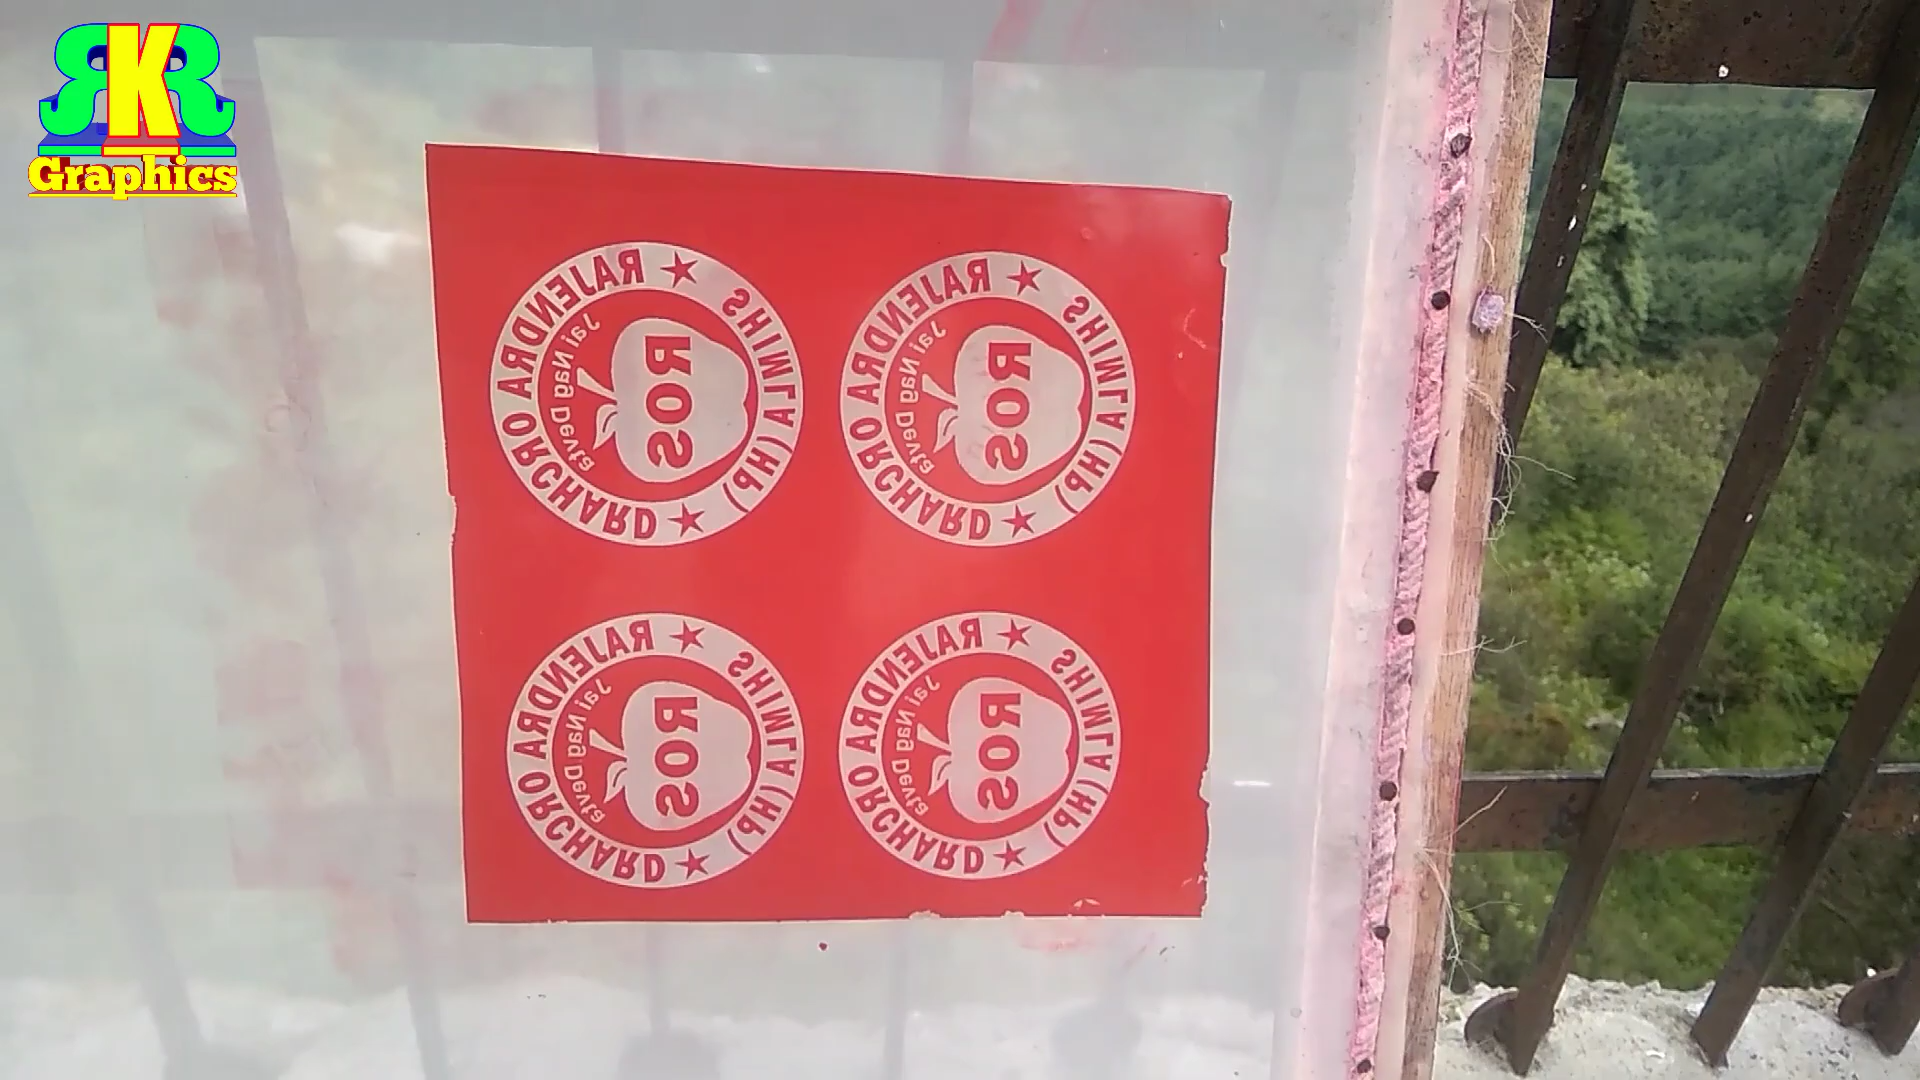 RKR
Graphics
RAJENDRA ORCHARD
Jai Nag Devta
ROS
SHIMLA (HP)
RAJENDRA ORCHARD
Jai Nag Devta
ROS
SHIMLA (HP)
RAJENDRA ORCHARD
Jai Nag Devta
ROS
SHIMLA (HP)
RAJENDRA ORCHARD
Jai Nag Devta
ROS
SHIMLA (HP)